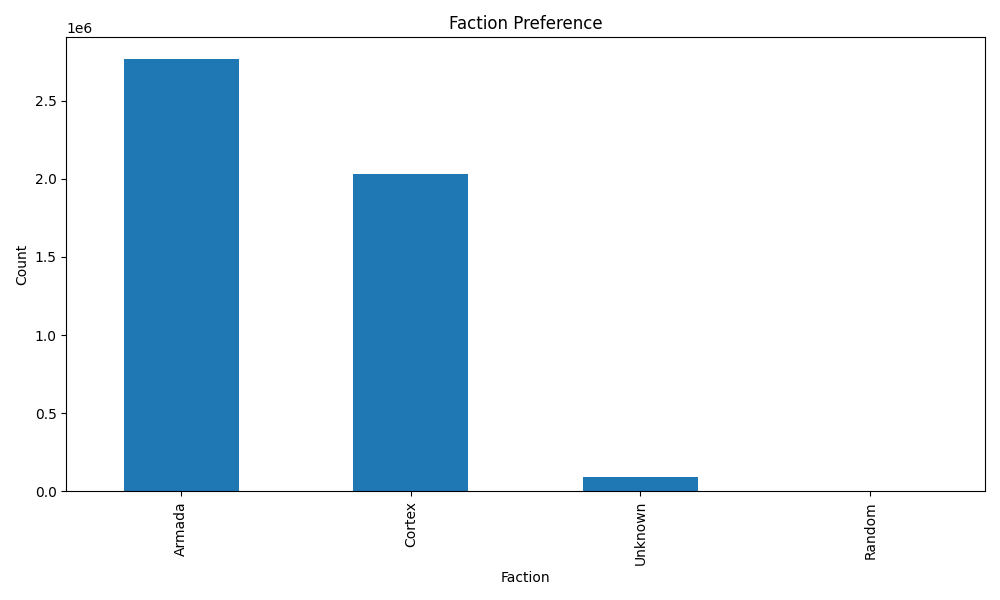 Faction Preference
1e6
2.5
2.0
1.5
1.0
0.5
0.0
Count
Armada
Cortex
Unknown
Random
Faction